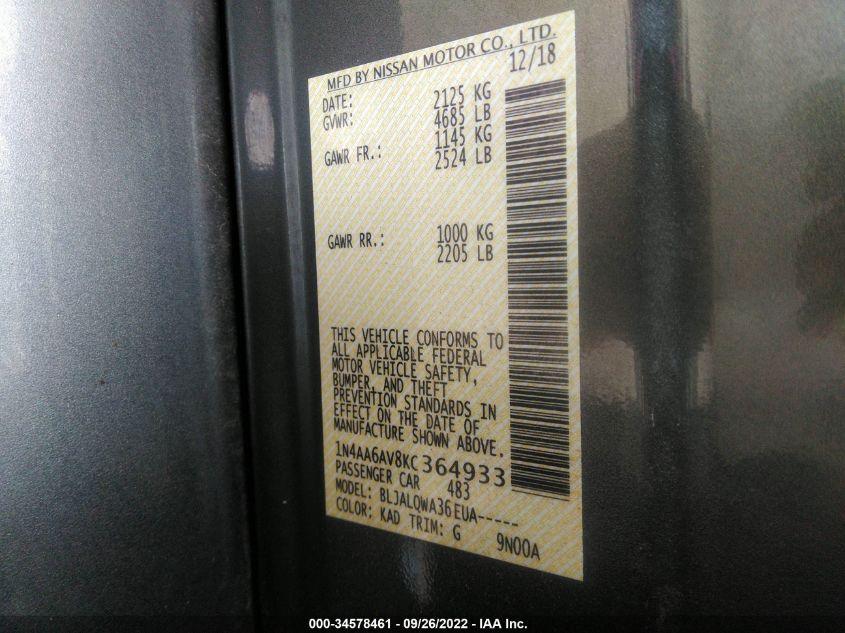 MFD BY NISSAN MOTOR CO., LTD.
DATE: 12/18
GVWR: 2125 KG
4685 LB
GAWR FR.: 1145 KG
2524 LB
GAWR RR.: 1000 KG
2205 LB
THIS VEHICLE CONFORMS TO
ALL APPLICABLE FEDERAL
MOTOR VEHICLE SAFETY,
BUMPER, AND THEFT
PREVENTION STANDARDS IN
EFFECT ON THE DATE OF
MANUFACTURE SHOWN ABOVE.
1N4AA6AV8KC364933
PASSENGER CAR 483
MODEL: BLJALQWA36EUA-----
COLOR: KAD TRIM: G 9N00A
000-34578461 - 09/26/2022 - IAA Inc.